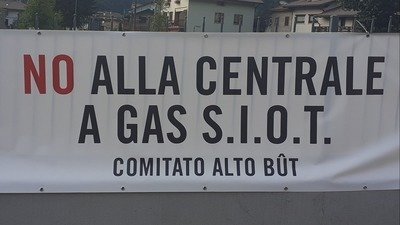 NO ALLA CENTRALE
A GAS S.I.O.T.
COMITATO ALTO BÛT